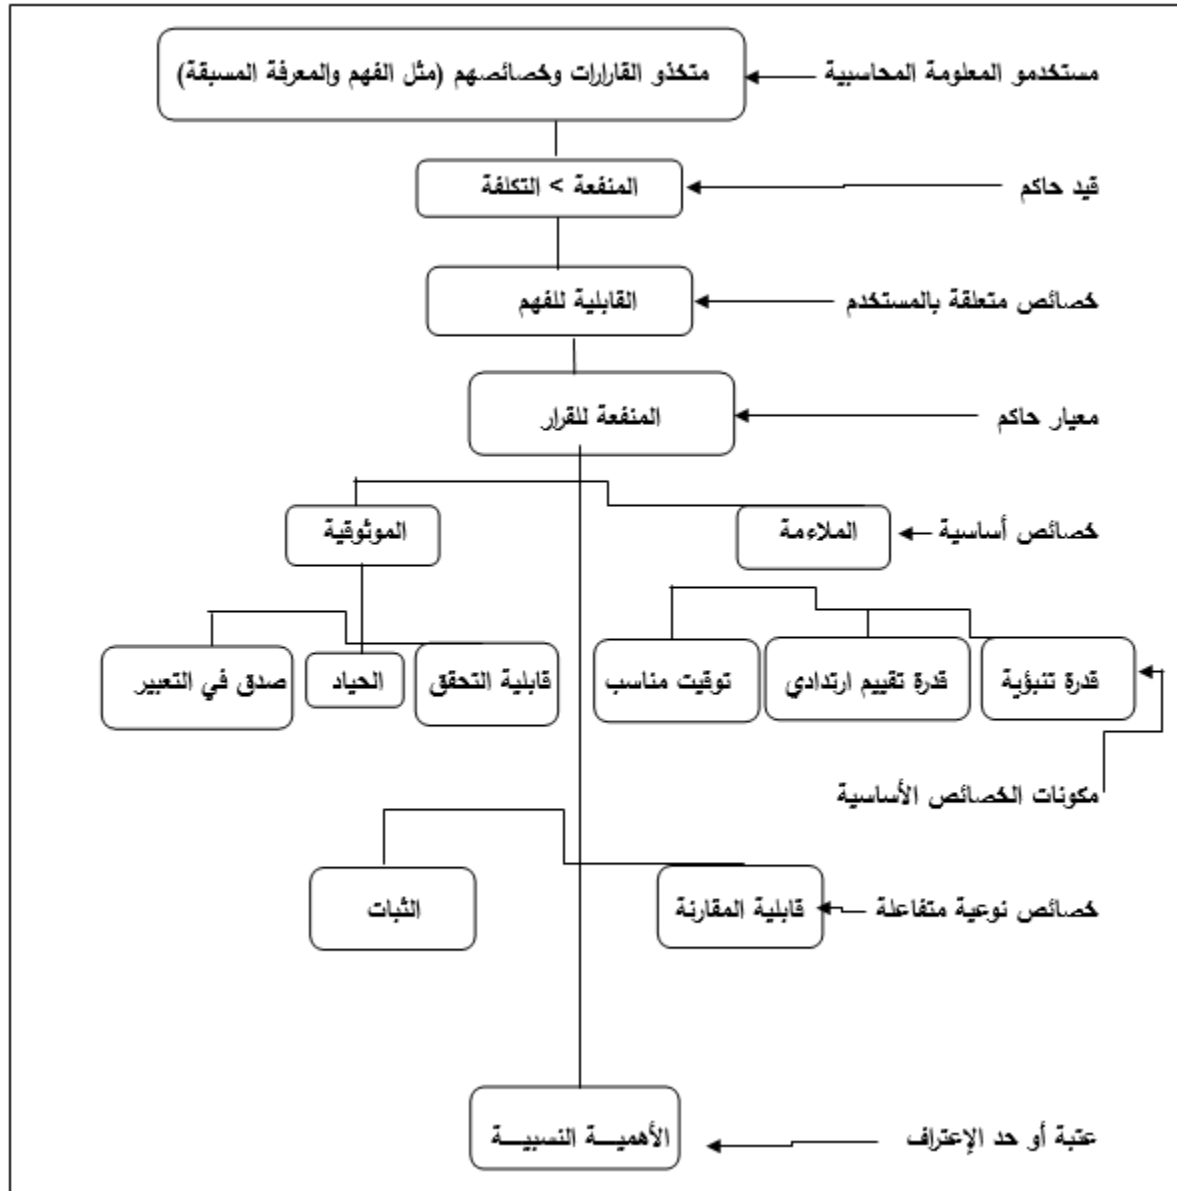 مستخدمو المعلومة المحاسبية
متخذو القارارات وخصائصهم (مثل الفهم والمعرفة المسبقة)
قيد حاكم
المنفعة > التكلفة
خصائص متعلقة بالمستخدم
القابلية للفهم
معيار حاكم
المنفعة للقرار
خصائص أساسية
الملاءمة
الموثوقية
قدرة تنبؤية
قدرة تقييم ارتدادي
توقيت مناسب
قابلية التحقق
الحياد
صدق في التعبير
مكونات الخصائص الأساسية
خصائص نوعية متفاعلة
قابلية المقارنة
الثبات
عتبة أو حد الإعتراف
الأهميـــة النسبيـــة